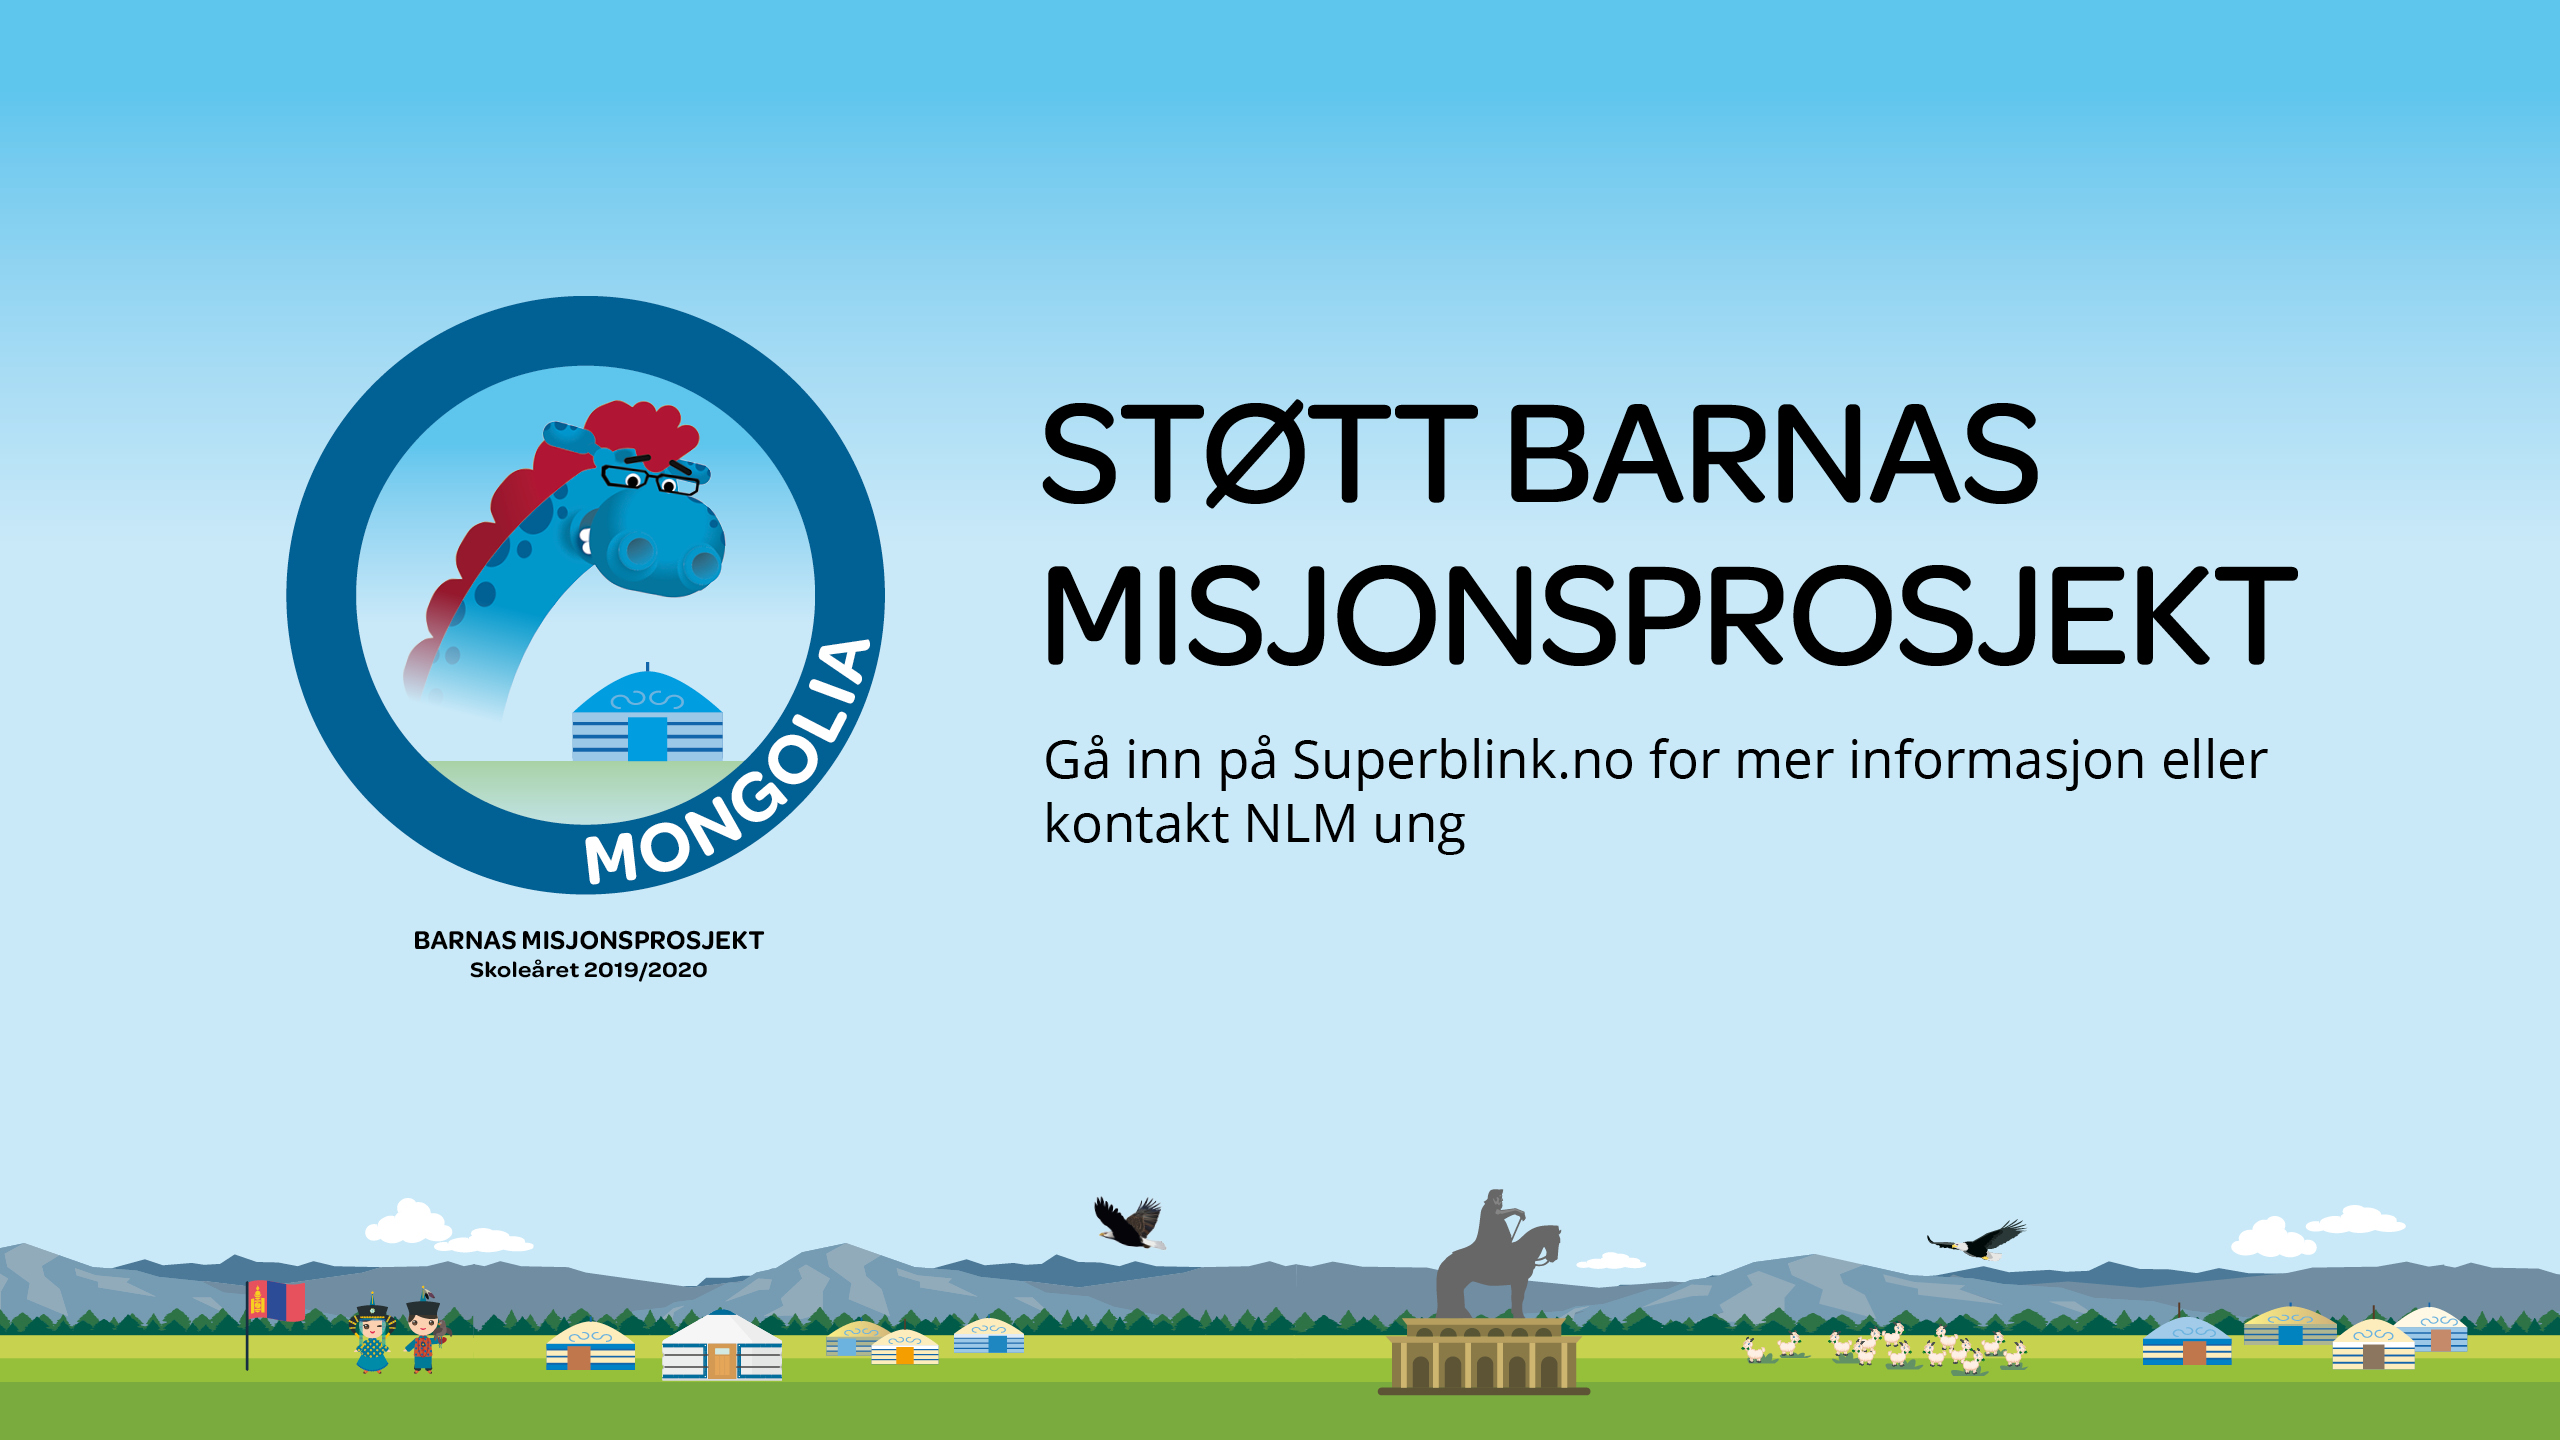 MONGOLIA
BARNAS MISJONSPROSJEKT
Skoleåret 2019/2020
STØTT BARNAS
MISJONSPROSJEKT
Gå inn på Superblink.no for mer informasjon eller
kontakt NLM ung